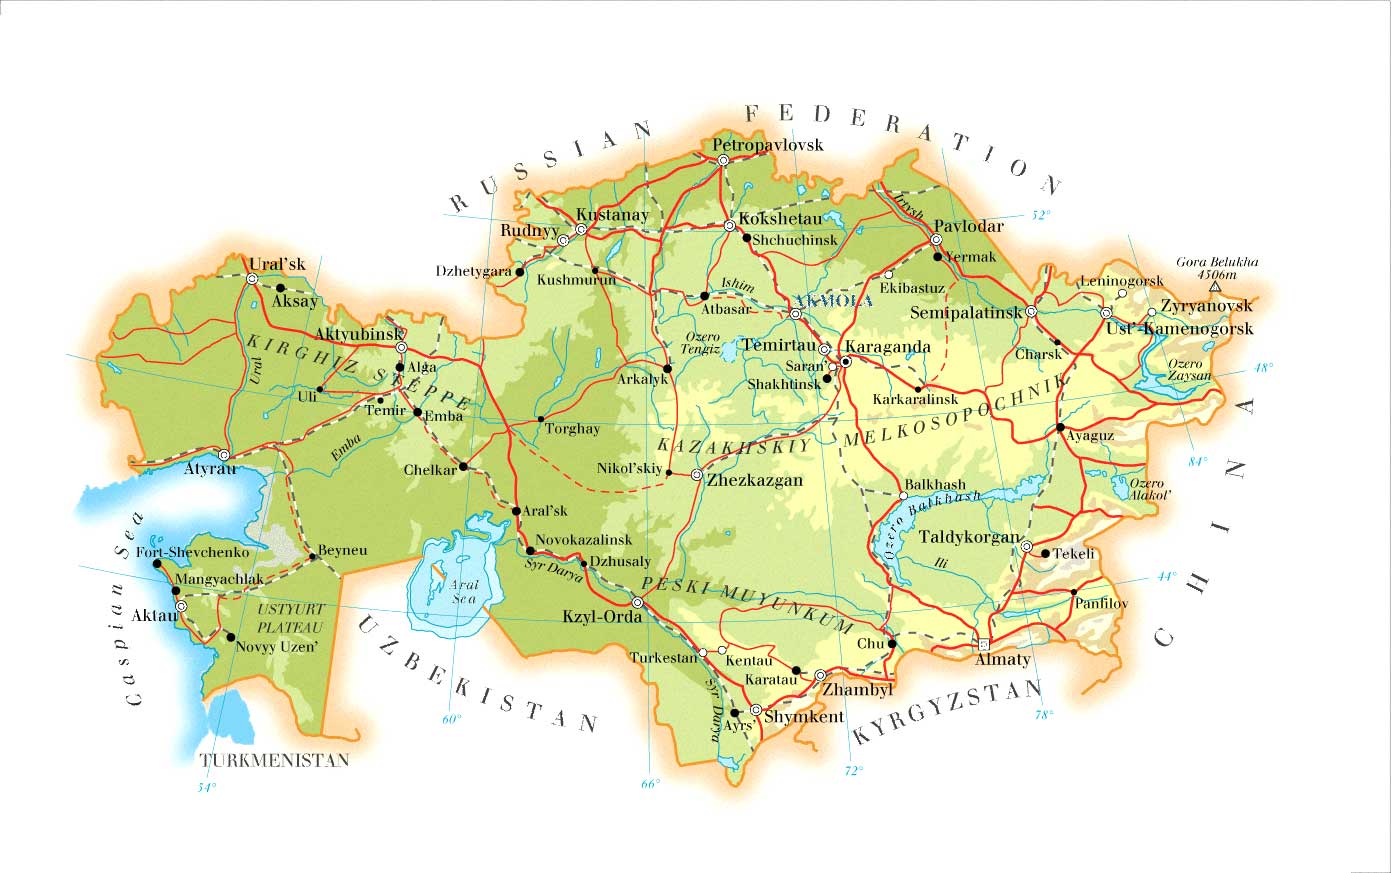 RUSSIAN FEDERATION
Petropavlovsk
Kustanay
Kokshetau
Rudnyy
Shchuchinsk
Irtysh
52°
Pavlodar
Yermak
Dzhetygara
Kushmurun
Ural'sk
Aksay
Ishim
Ekibastuz
Gora Belukha
4506m
Leninogorsk
Atbasar
AKMOLA
Zyryanovsk
Semipalatinsk
Ust'-Kamenogorsk
Aktyubinsk
KIRGHIZ STEPPE
Ozero
Tengiz
Temirtau
Karaganda
Charsk
Ozero
Zaysan
48°
Ural
Alga
Saran'
Arkalyk
Shakhtinsk
Karkaralinsk
Uli
Temir
Emba
Torghay
KAZAKHSKIY MELKOSOPOCHNIK
Ayaguz
Emba
Atyrau
Chelkar
Nikol'skiy
Zhezkazgan
84°
Balkhash
Ozero Balkhash
Ozero
Alakol'
CHINA
Aral'sk
Caspian Sea
Fort-Shevchenko
Beyneu
Novokazalinsk
Taldykorgan
Tekeli
Syr Darya
Dzhusaly
Ili
Mangyachlak
Aral
Sea
PESKI MUYUNKUM
44°
Aktau
USTYURT
PLATEAU
Kzyl-Orda
Panfilov
Novyy Uzen'
UZBEKISTAN
Turkestan
Kentau
Chu
Almaty
Karatau
Zhambyl
Syr Darya
KYRGYZSTAN
Ayrs'
Shymkent
60°
78°
TURKMENISTAN
54°
66°
72°